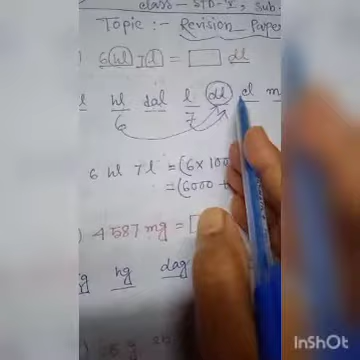 Class - STD-V, Sub.
Topic :- Revision Paper
) 6 hl 7 l = dl
l hl dal l dl cl m
6 7
6 hl 7 l = (6 × 100
= (6000 +
) 4587 mg =
g hg dag
InShOt